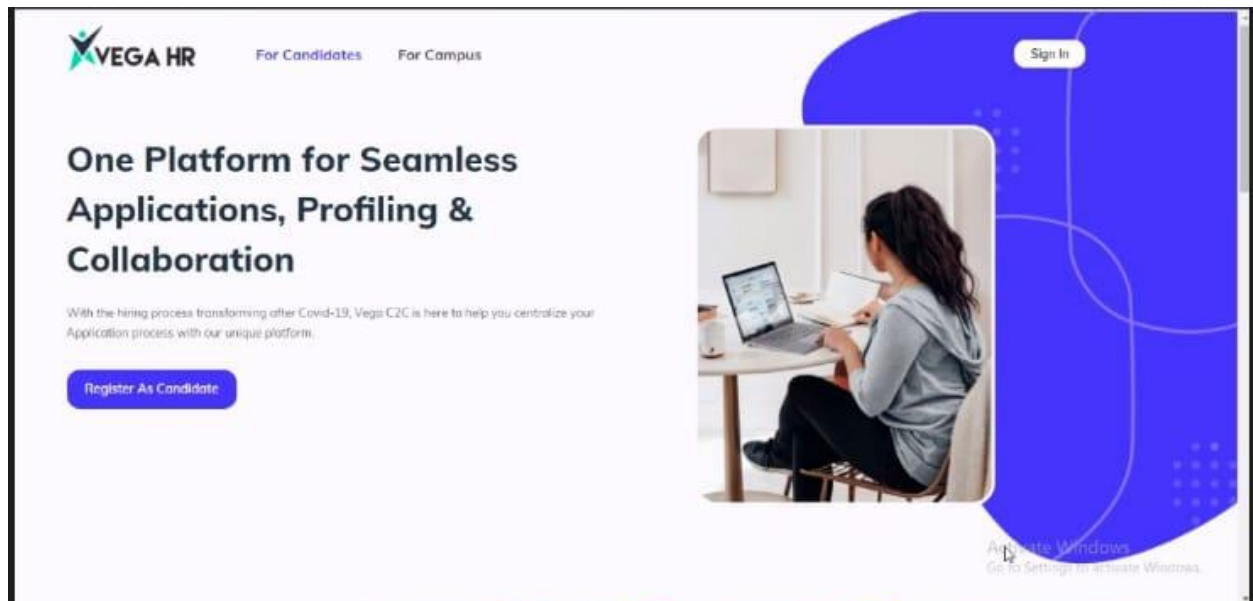 VEGA HR
For Candidates
For Campus
Sign In
One Platform for Seamless
Applications, Profiling &
Collaboration
With the hiring process transforming after Covid-19, Vega C2C is here to help you centralize your
Application process with our unique platform.
Register As Candidate
Activate Windows
Go to Settings to activate Windows.